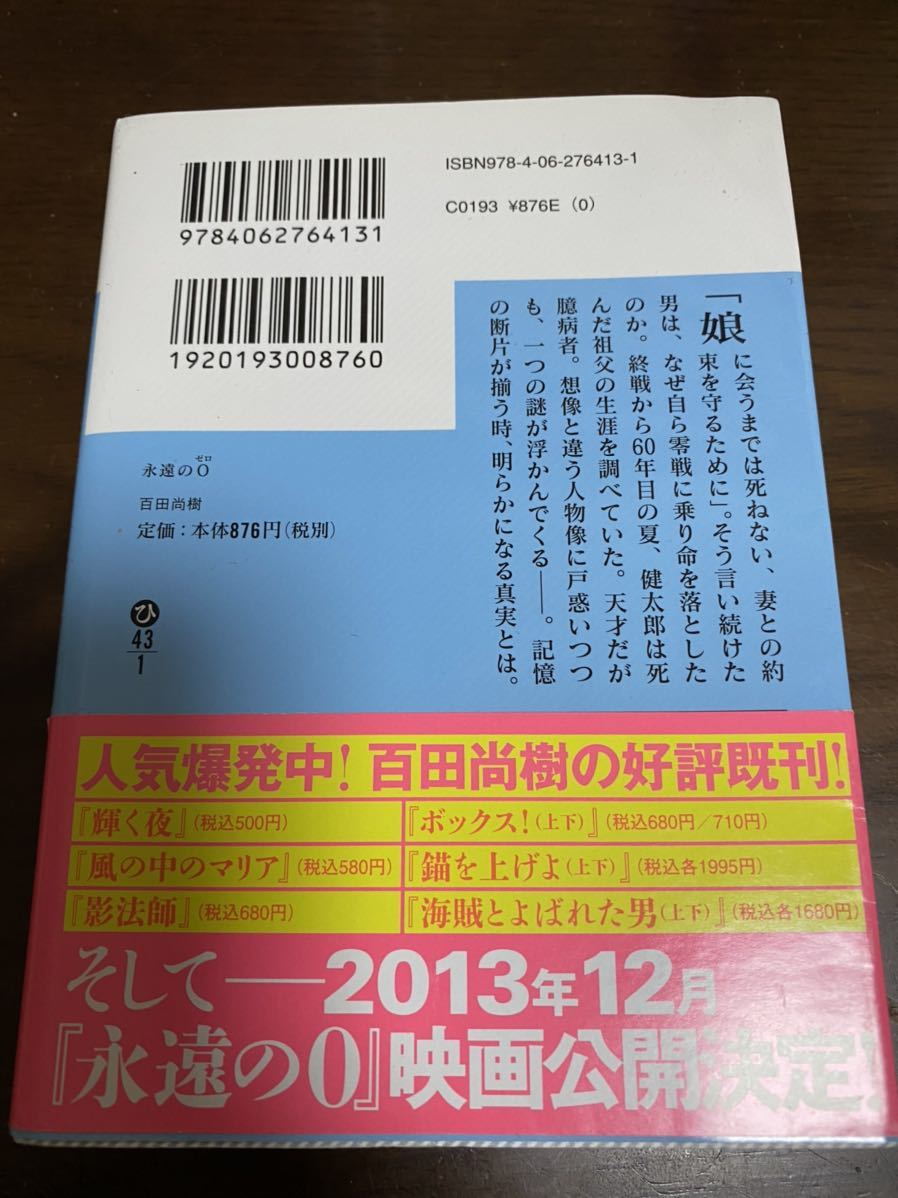 ISBN978-4-06-276413-1
C0193 ¥876E (0)
9784062764131
1920193008760
永遠の0
ゼロ
百田尚樹
定価:本体876円(税別)
ひ
43
1
「娘に会うまでは死ねない、妻との約
束を守るために」。そう言い続けた
男は、なぜ自ら零戦に乗り命を落とした
のか。終戦から60年目の夏、健太郎は死
んだ祖父の生涯を調べていた。天才だが
臆病者。想像と違う人物像に戸惑いつつ
も、一つの謎が浮かんでくる――。記憶
の断片が揃う時、明らかになる真実とは。
人気爆発中! 百田尚樹の好評既刊!
『輝く夜』(税込500円)
『ボックス!(上下)』(税込680円/710円)
『風の中のマリア』(税込580円)
『錨を上げよ(上下)』(税込各1995円)
『影法師』(税込680円)
『海賊とよばれた男(上下)』(税込各1680円)
そして――2013年12月
『永遠の0』映画公開決定!